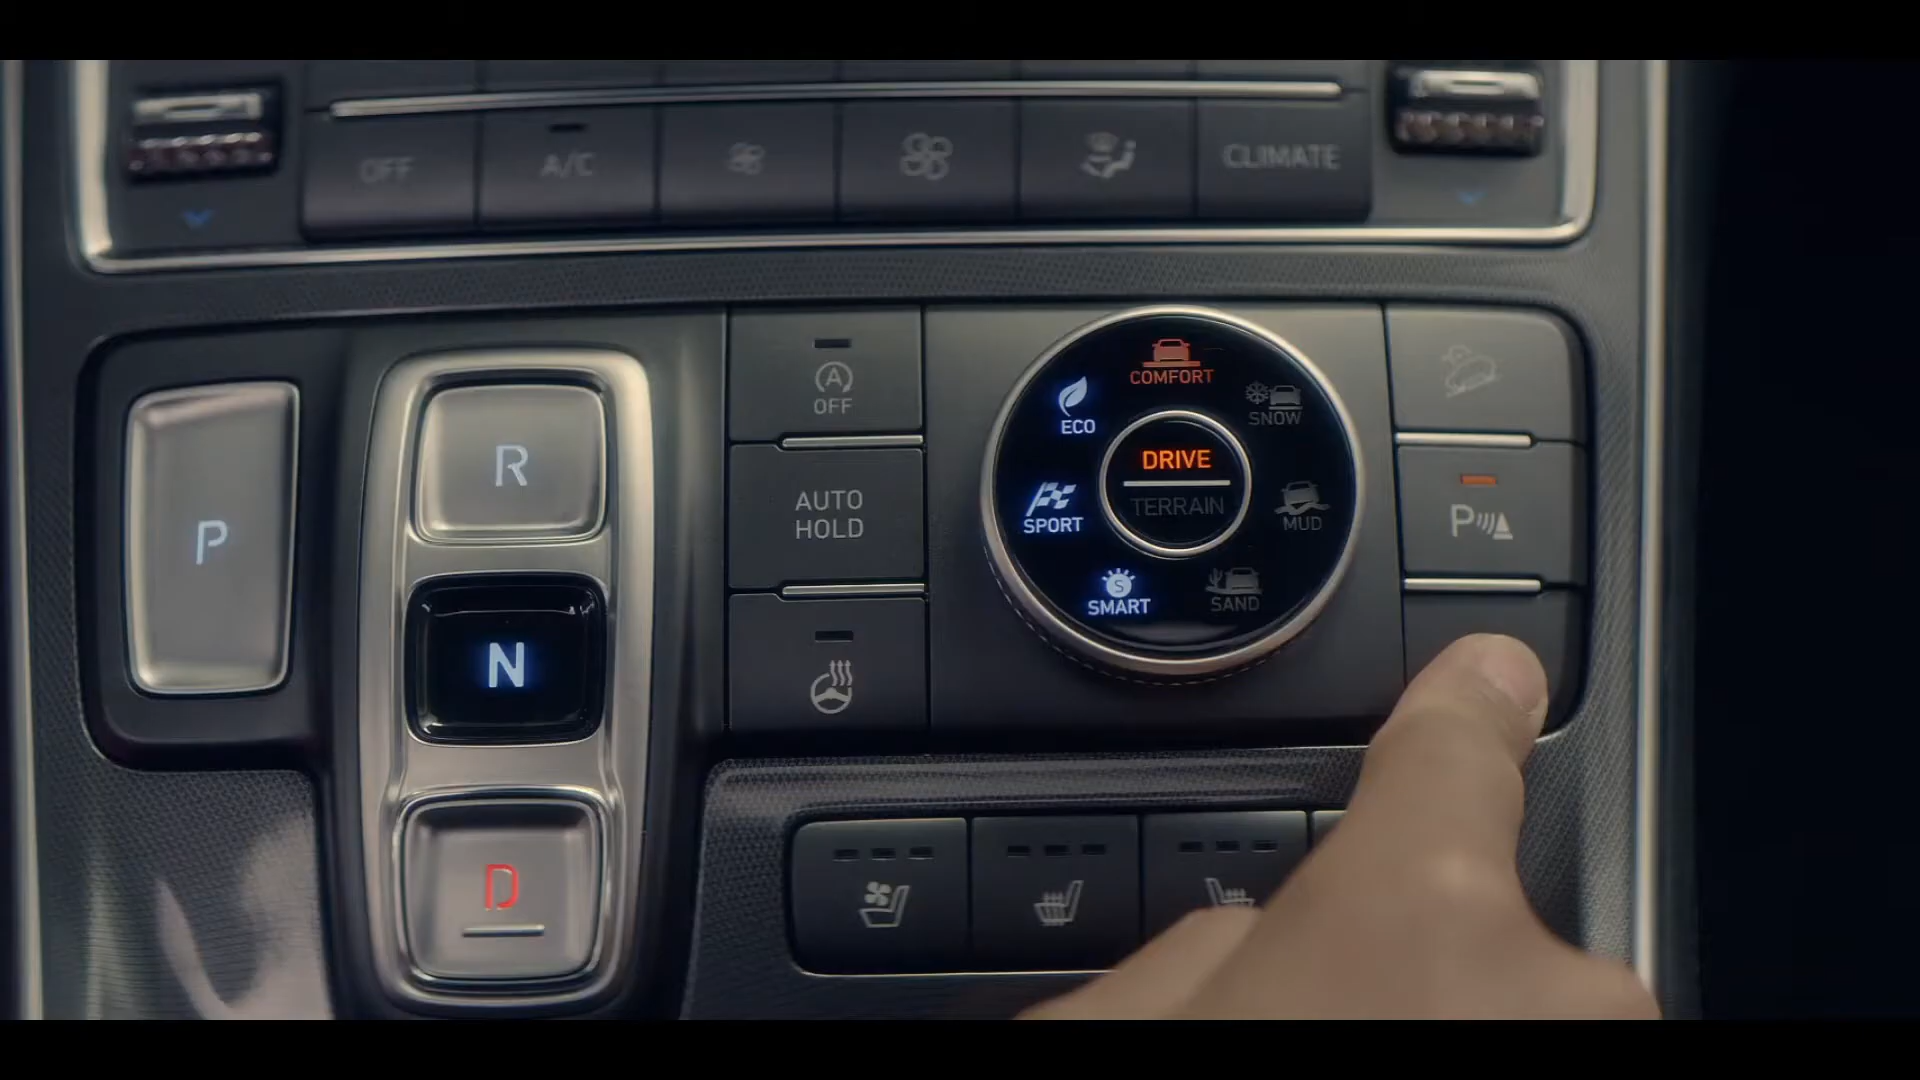 OFF
A/C
CLIMATE
P
R
N
D
A
OFF
AUTO
HOLD
COMFORT
ECO
SNOW
DRIVE
TERRAIN
SPORT
MUD
S
SMART
SAND
P